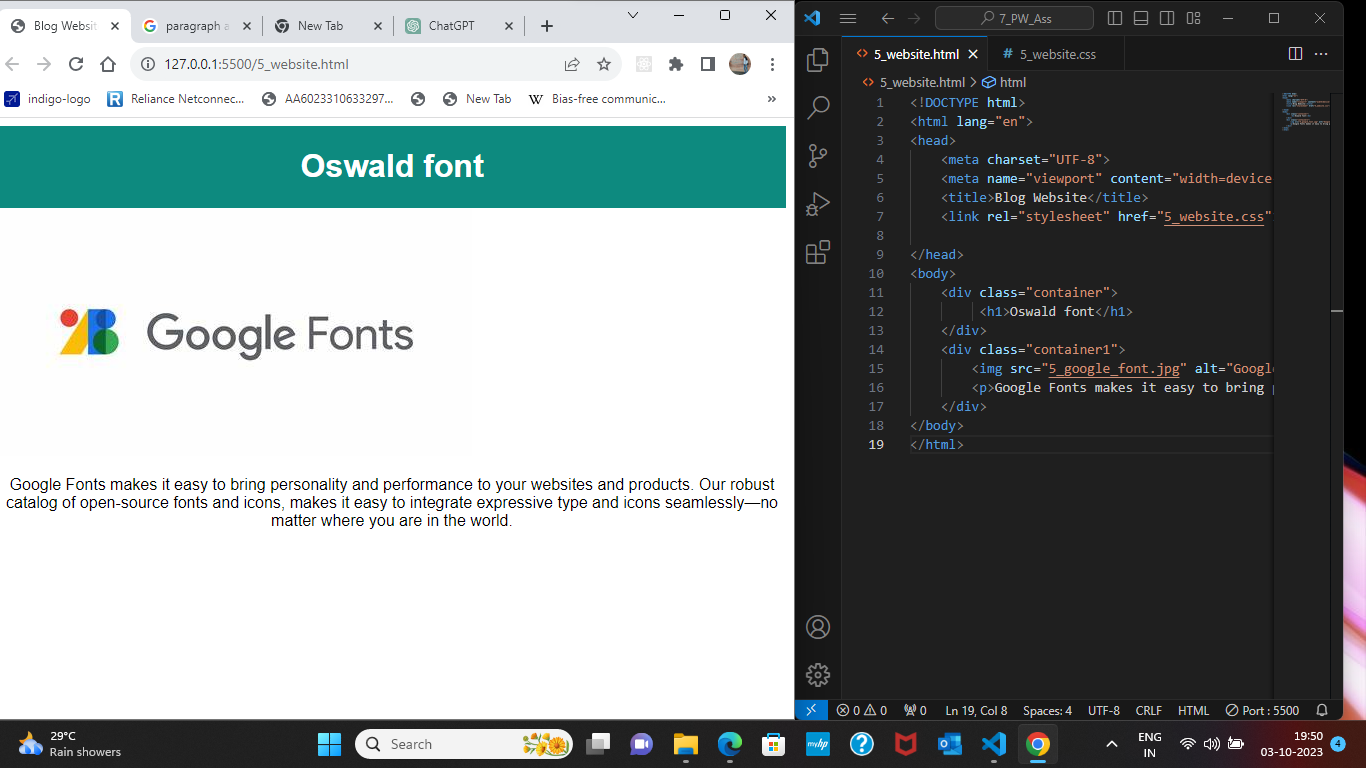 Blog Websit
paragraph a
New Tab
ChatGPT
127.0.0.1:5500/5_website.html
indigo-logo
Reliance Netconnec...
AA6023310633297...
New Tab
W
Bias-free communic...
»
Oswald font
Google Fonts
Google Fonts makes it easy to bring personality and performance to your websites and products. Our robust
catalog of open-source fonts and icons, makes it easy to integrate expressive type and icons seamlessly—no
matter where you are in the world.
7_PW_Ass
5_website.html
# 5_website.css
5_website.html > html
1 <!DOCTYPE html>
2 <html lang="en">
3 <head>
4 <meta charset="UTF-8">
5 <meta name="viewport" content="width=device
6 <title>Blog Website</title>
7 <link rel="stylesheet" href="5_website.css"
8
9 </head>
10 <body>
11 <div class="container">
12 <h1>Oswald font</h1>
13 </div>
14 <div class="container1">
15 <img src="5_google_font.jpg" alt="Googl
16 <p>Google Fonts makes it easy to bring
17 </div>
18 </body>
19 </html>
0 0 0 Ln 19, Col 8 Spaces: 4 UTF-8 CRLF HTML Port : 5500
29°C
Rain showers
Search
myhp
ENG
IN
19:50
03-10-2023
4